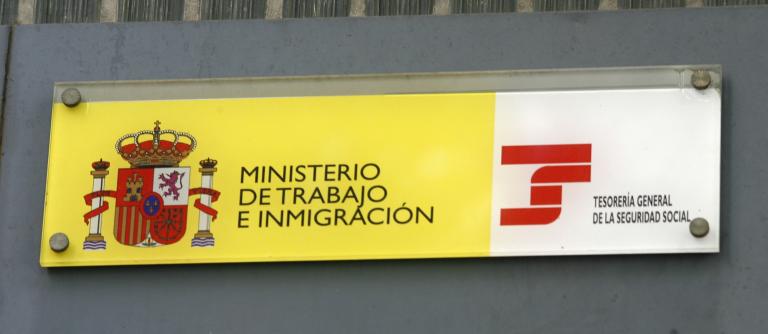 MINISTERIO
DE TRABAJO
E INMIGRACIÓN
TESORERÍA GENERAL
DE LA SEGURIDAD SOCIAL